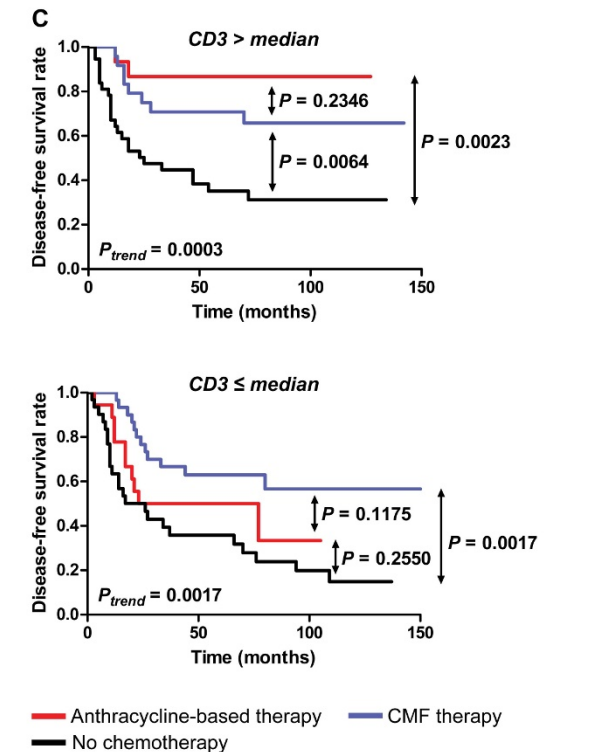 C
CD3 > median
Disease-free survival rate
1.0
0.8
0.6
0.4
0.2
0.0
P = 0.2346
P = 0.0064
P = 0.0023
Ptrend = 0.0003
0 50 100 150
Time (months)
CD3 ≤ median
Disease-free survival rate
1.0
0.8
0.6
0.4
0.2
0.0
P = 0.1175
P = 0.2550
P = 0.0017
Ptrend = 0.0017
0 50 100 150
Time (months)
Anthracycline-based therapy CMF therapy
No chemotherapy